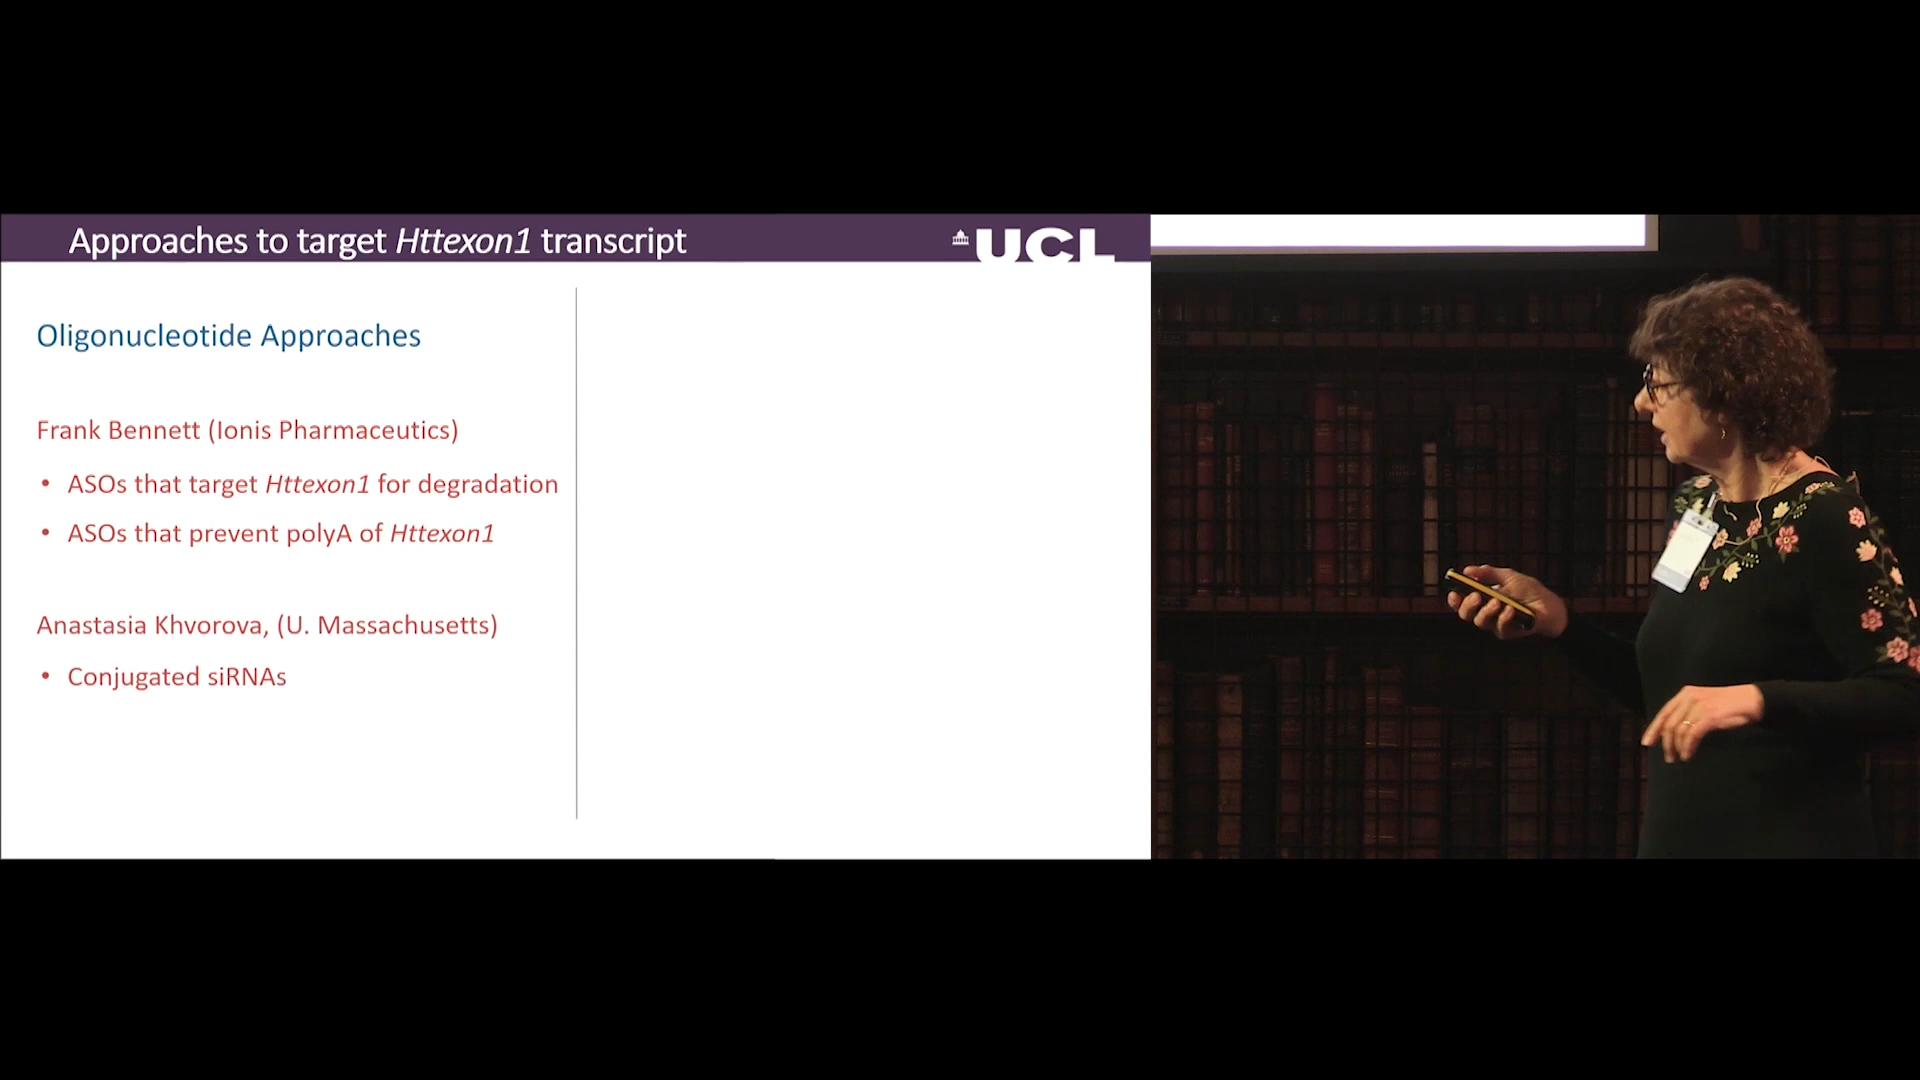 Approaches to target Httexon1 transcript
UCL
Oligonucleotide Approaches
Frank Bennett (Ionis Pharmaceutics)
• ASOs that target Httexon1 for degradation
• ASOs that prevent polyA of Httexon1
Anastasia Khvorova, (U. Massachusetts)
• Conjugated siRNAs